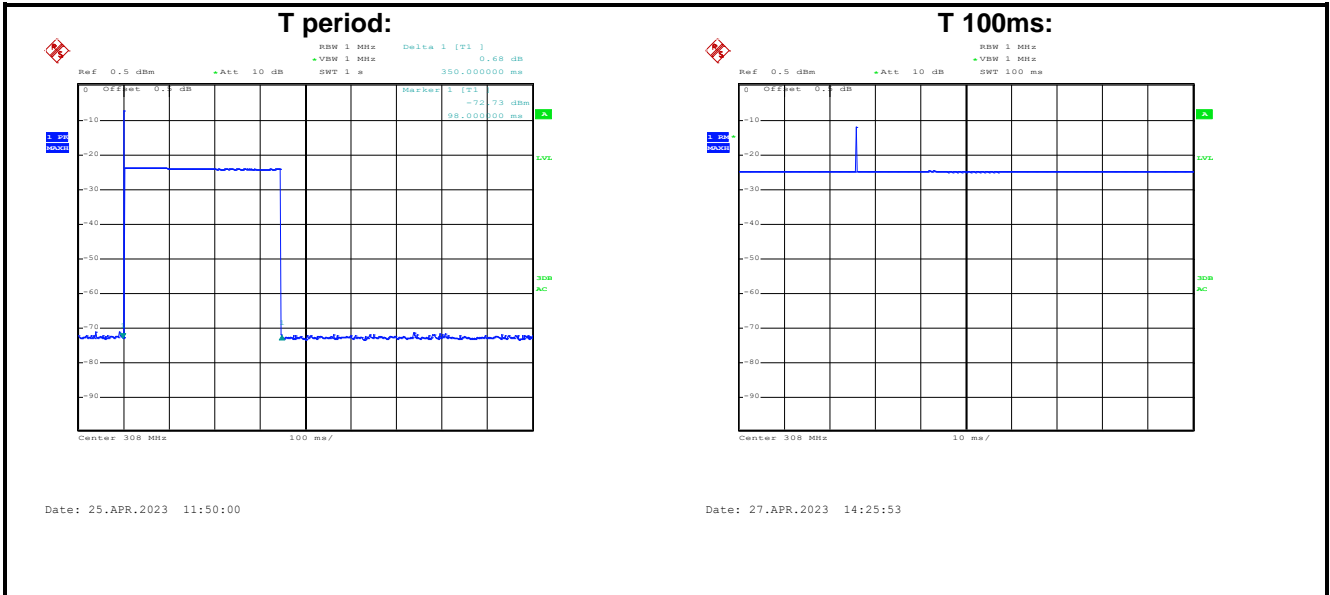 T period:
RBW 1 MHz Delta 1 [T1 ]
VBW 1 MHz 0.68 dB
Ref 0.5 dBm Att 10 dB SWT 1 s 350.000000 ms
0 Offset 0.5 dB Marker 1 [T1 ]
-72.73 dBm
98.000000 ms
A
-10
1 PK
MAXH
-20
LVL
-30
-40
-50
3DB
-60
AC
-70
1
-80
-90
Center 308 MHz 100 ms/
Date: 25.APR.2023 11:50:00
T 100ms:
RBW 1 MHz
VBW 1 MHz
Ref 0.5 dBm Att 10 dB SWT 100 ms
0 Offset 0.5 dB
A
-10
1 RM
MAXH
-20
LVL
-30
-40
-50
3DB
-60
AC
-70
-80
-90
Center 308 MHz 10 ms/
Date: 27.APR.2023 14:25:53